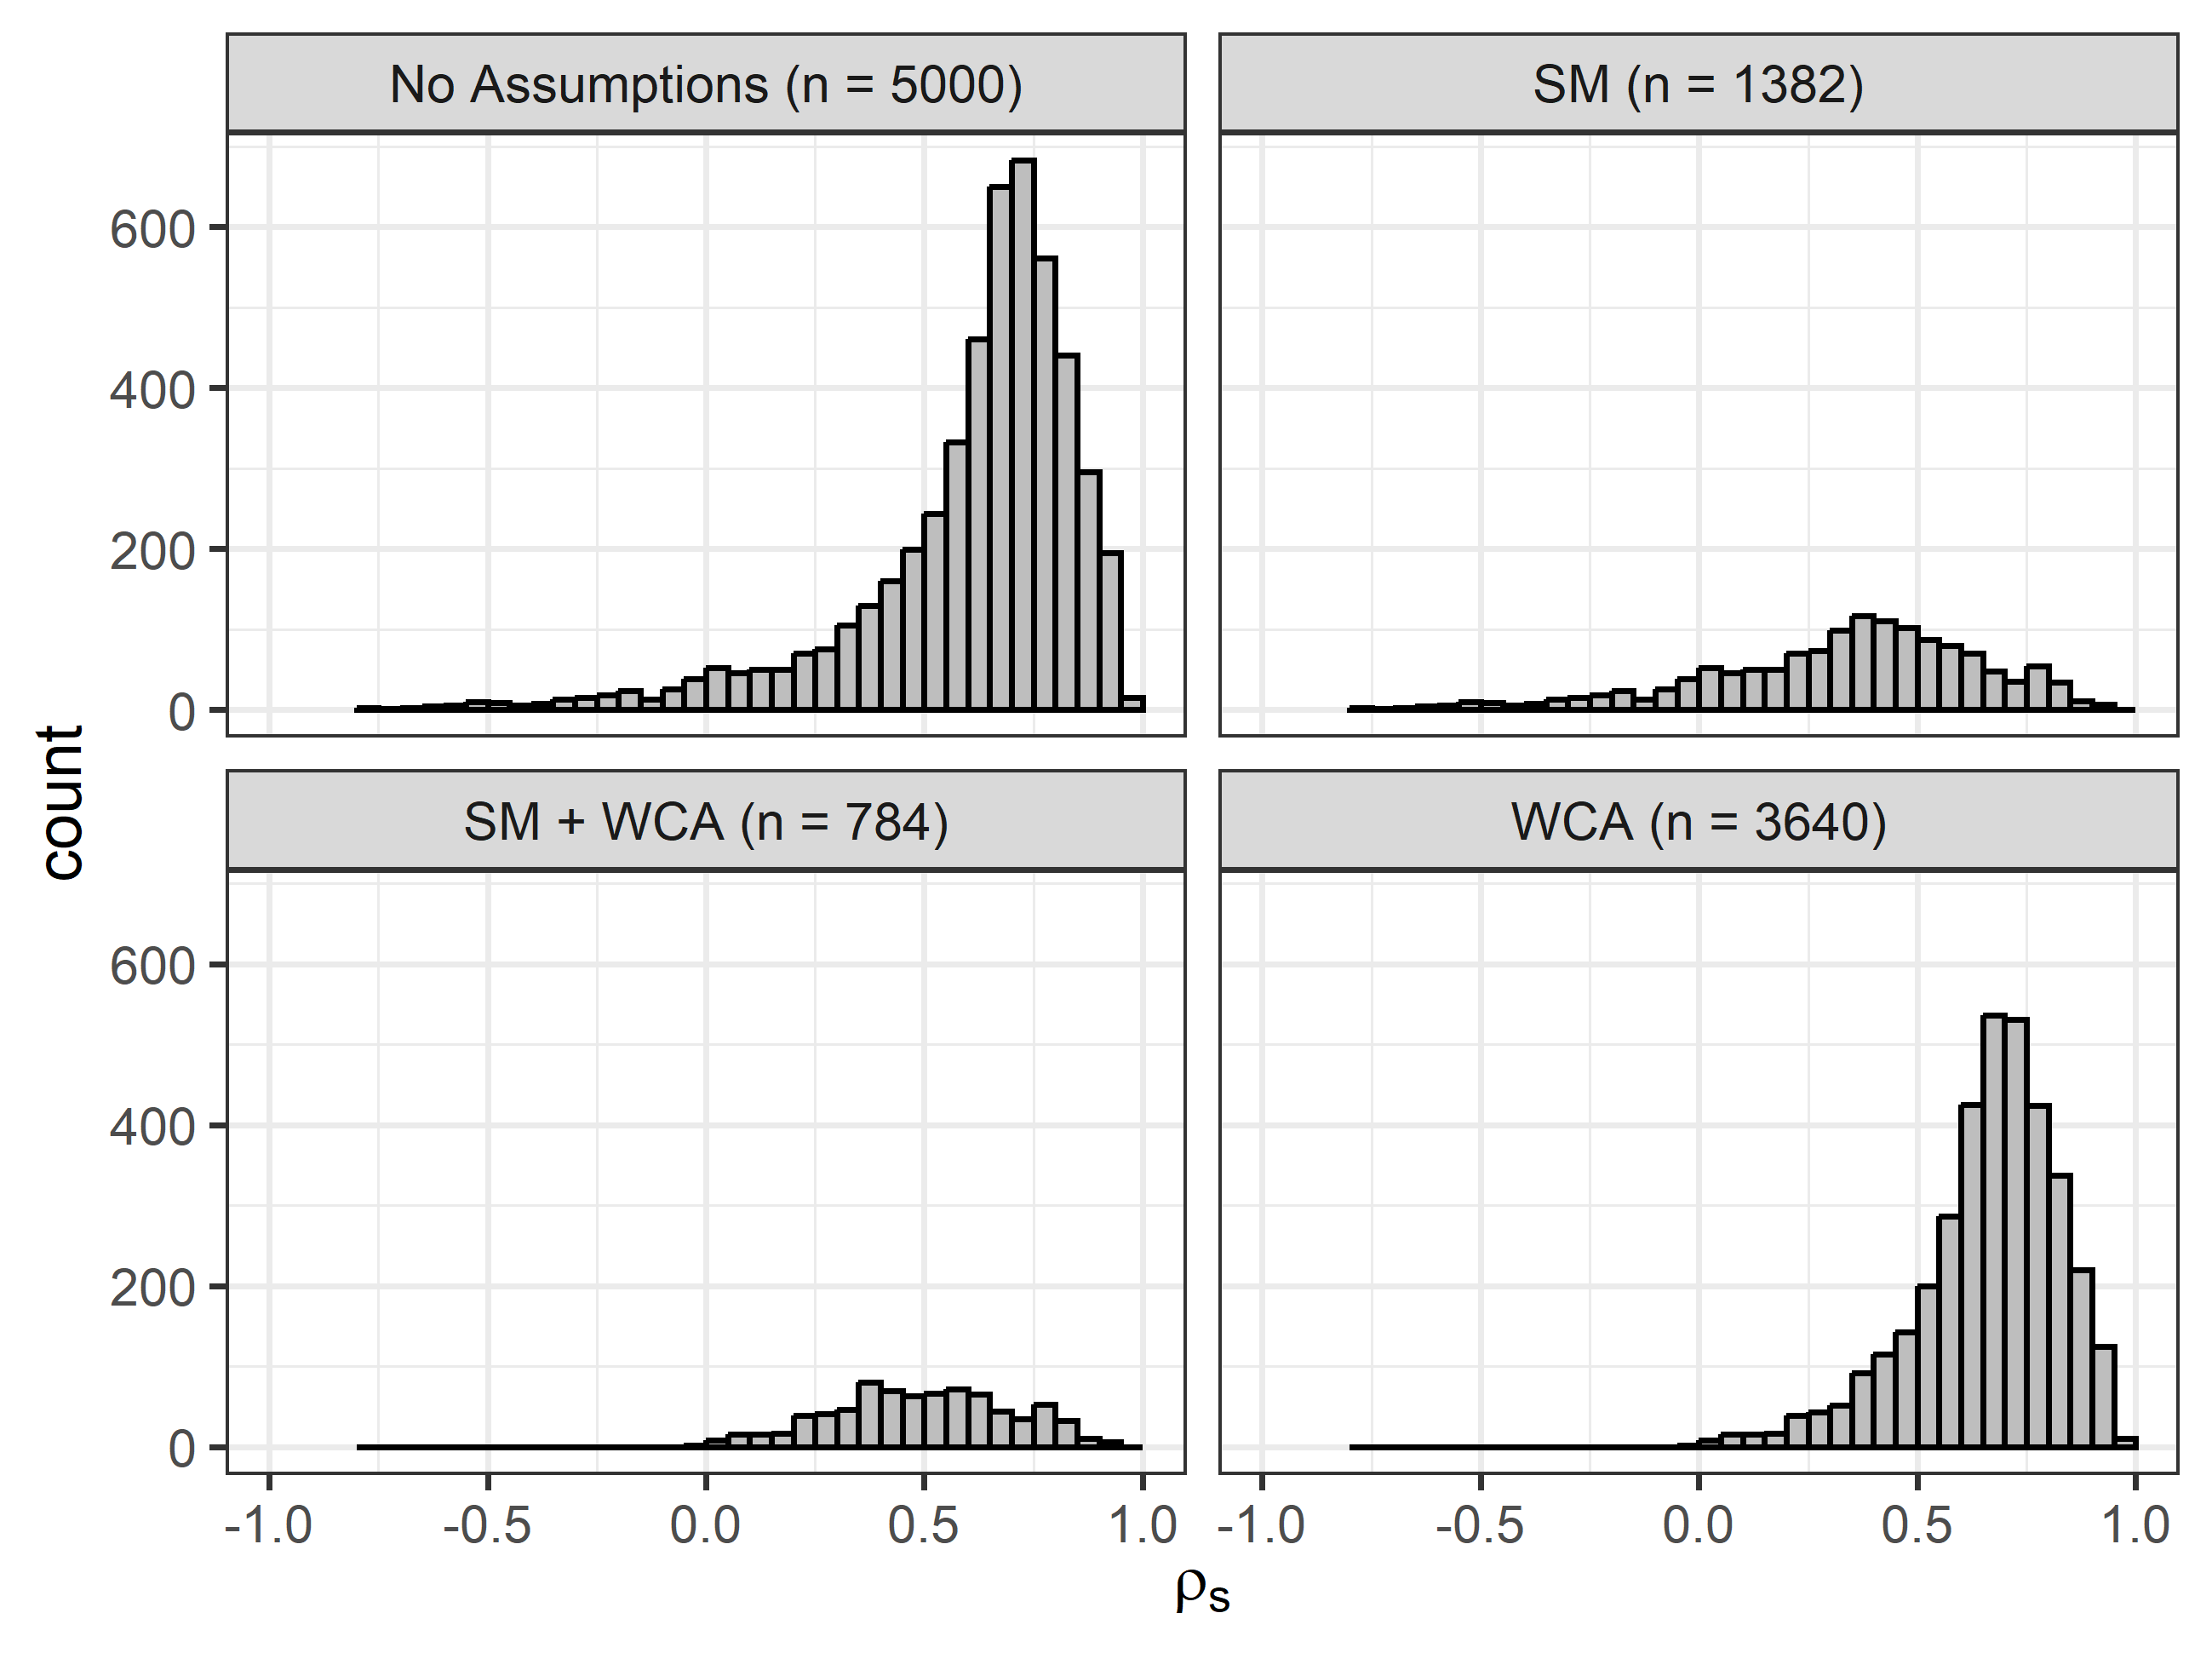 No Assumptions (n = 5000)
SM (n = 1382)
600
400
200
0
SM + WCA (n = 784)
WCA (n = 3640)
600
400
200
0
count
-1.0 -0.5 0.0 0.5 1.0
-1.0 -0.5 0.0 0.5 1.0
ρs